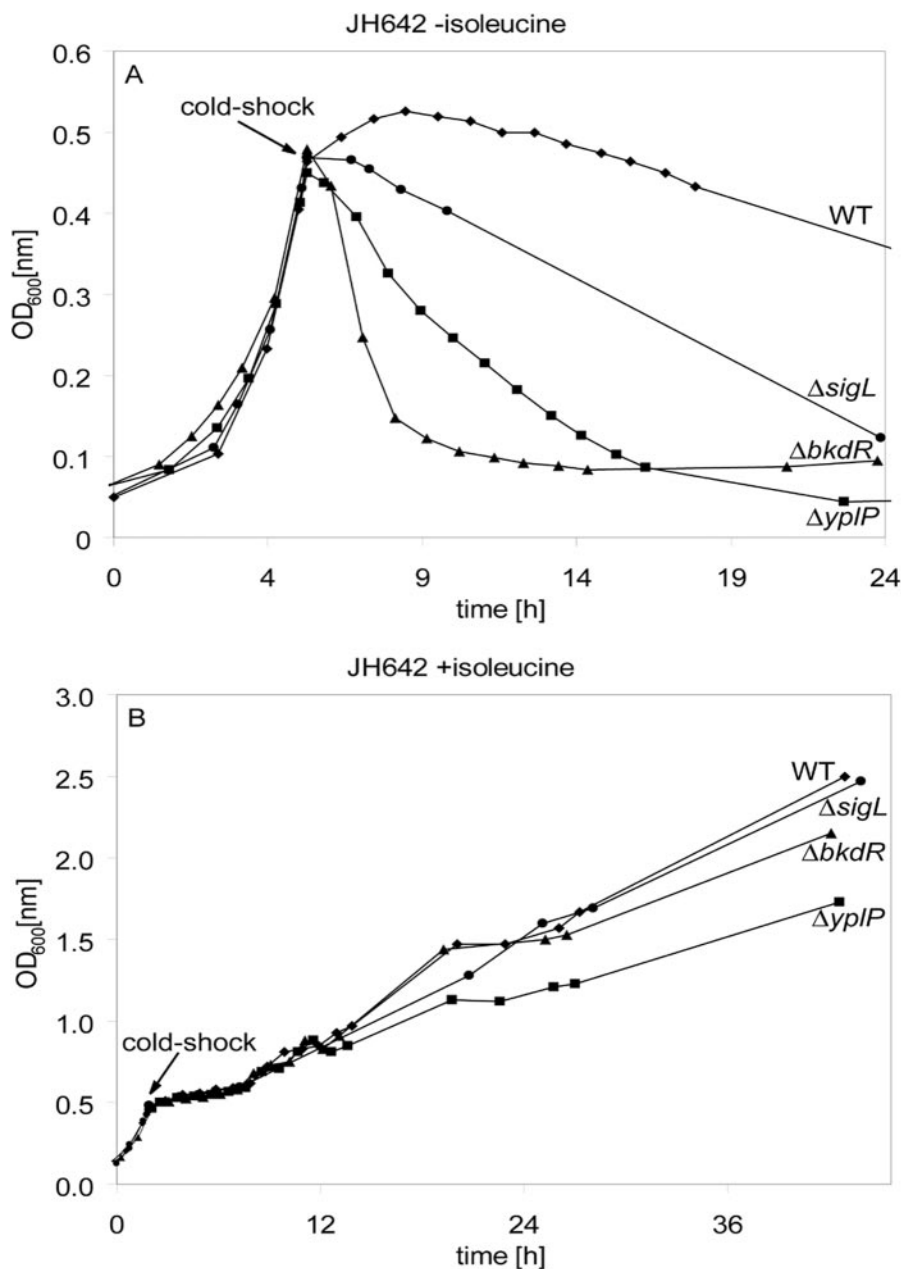 JH642 -isoleucine
A
cold-shock
OD600[nm]
0.6
0.5
0.4
0.3
0.2
0.1
0
WT
ΔsigL
ΔbkdR
ΔyplP
0 4 9 14 19 24
time [h]
JH642 +isoleucine
B
cold-shock
OD600[nm]
3.0
2.5
2.0
1.5
1.0
0.5
0.0
WT
ΔsigL
ΔbkdR
ΔyplP
0 12 24 36
time [h]